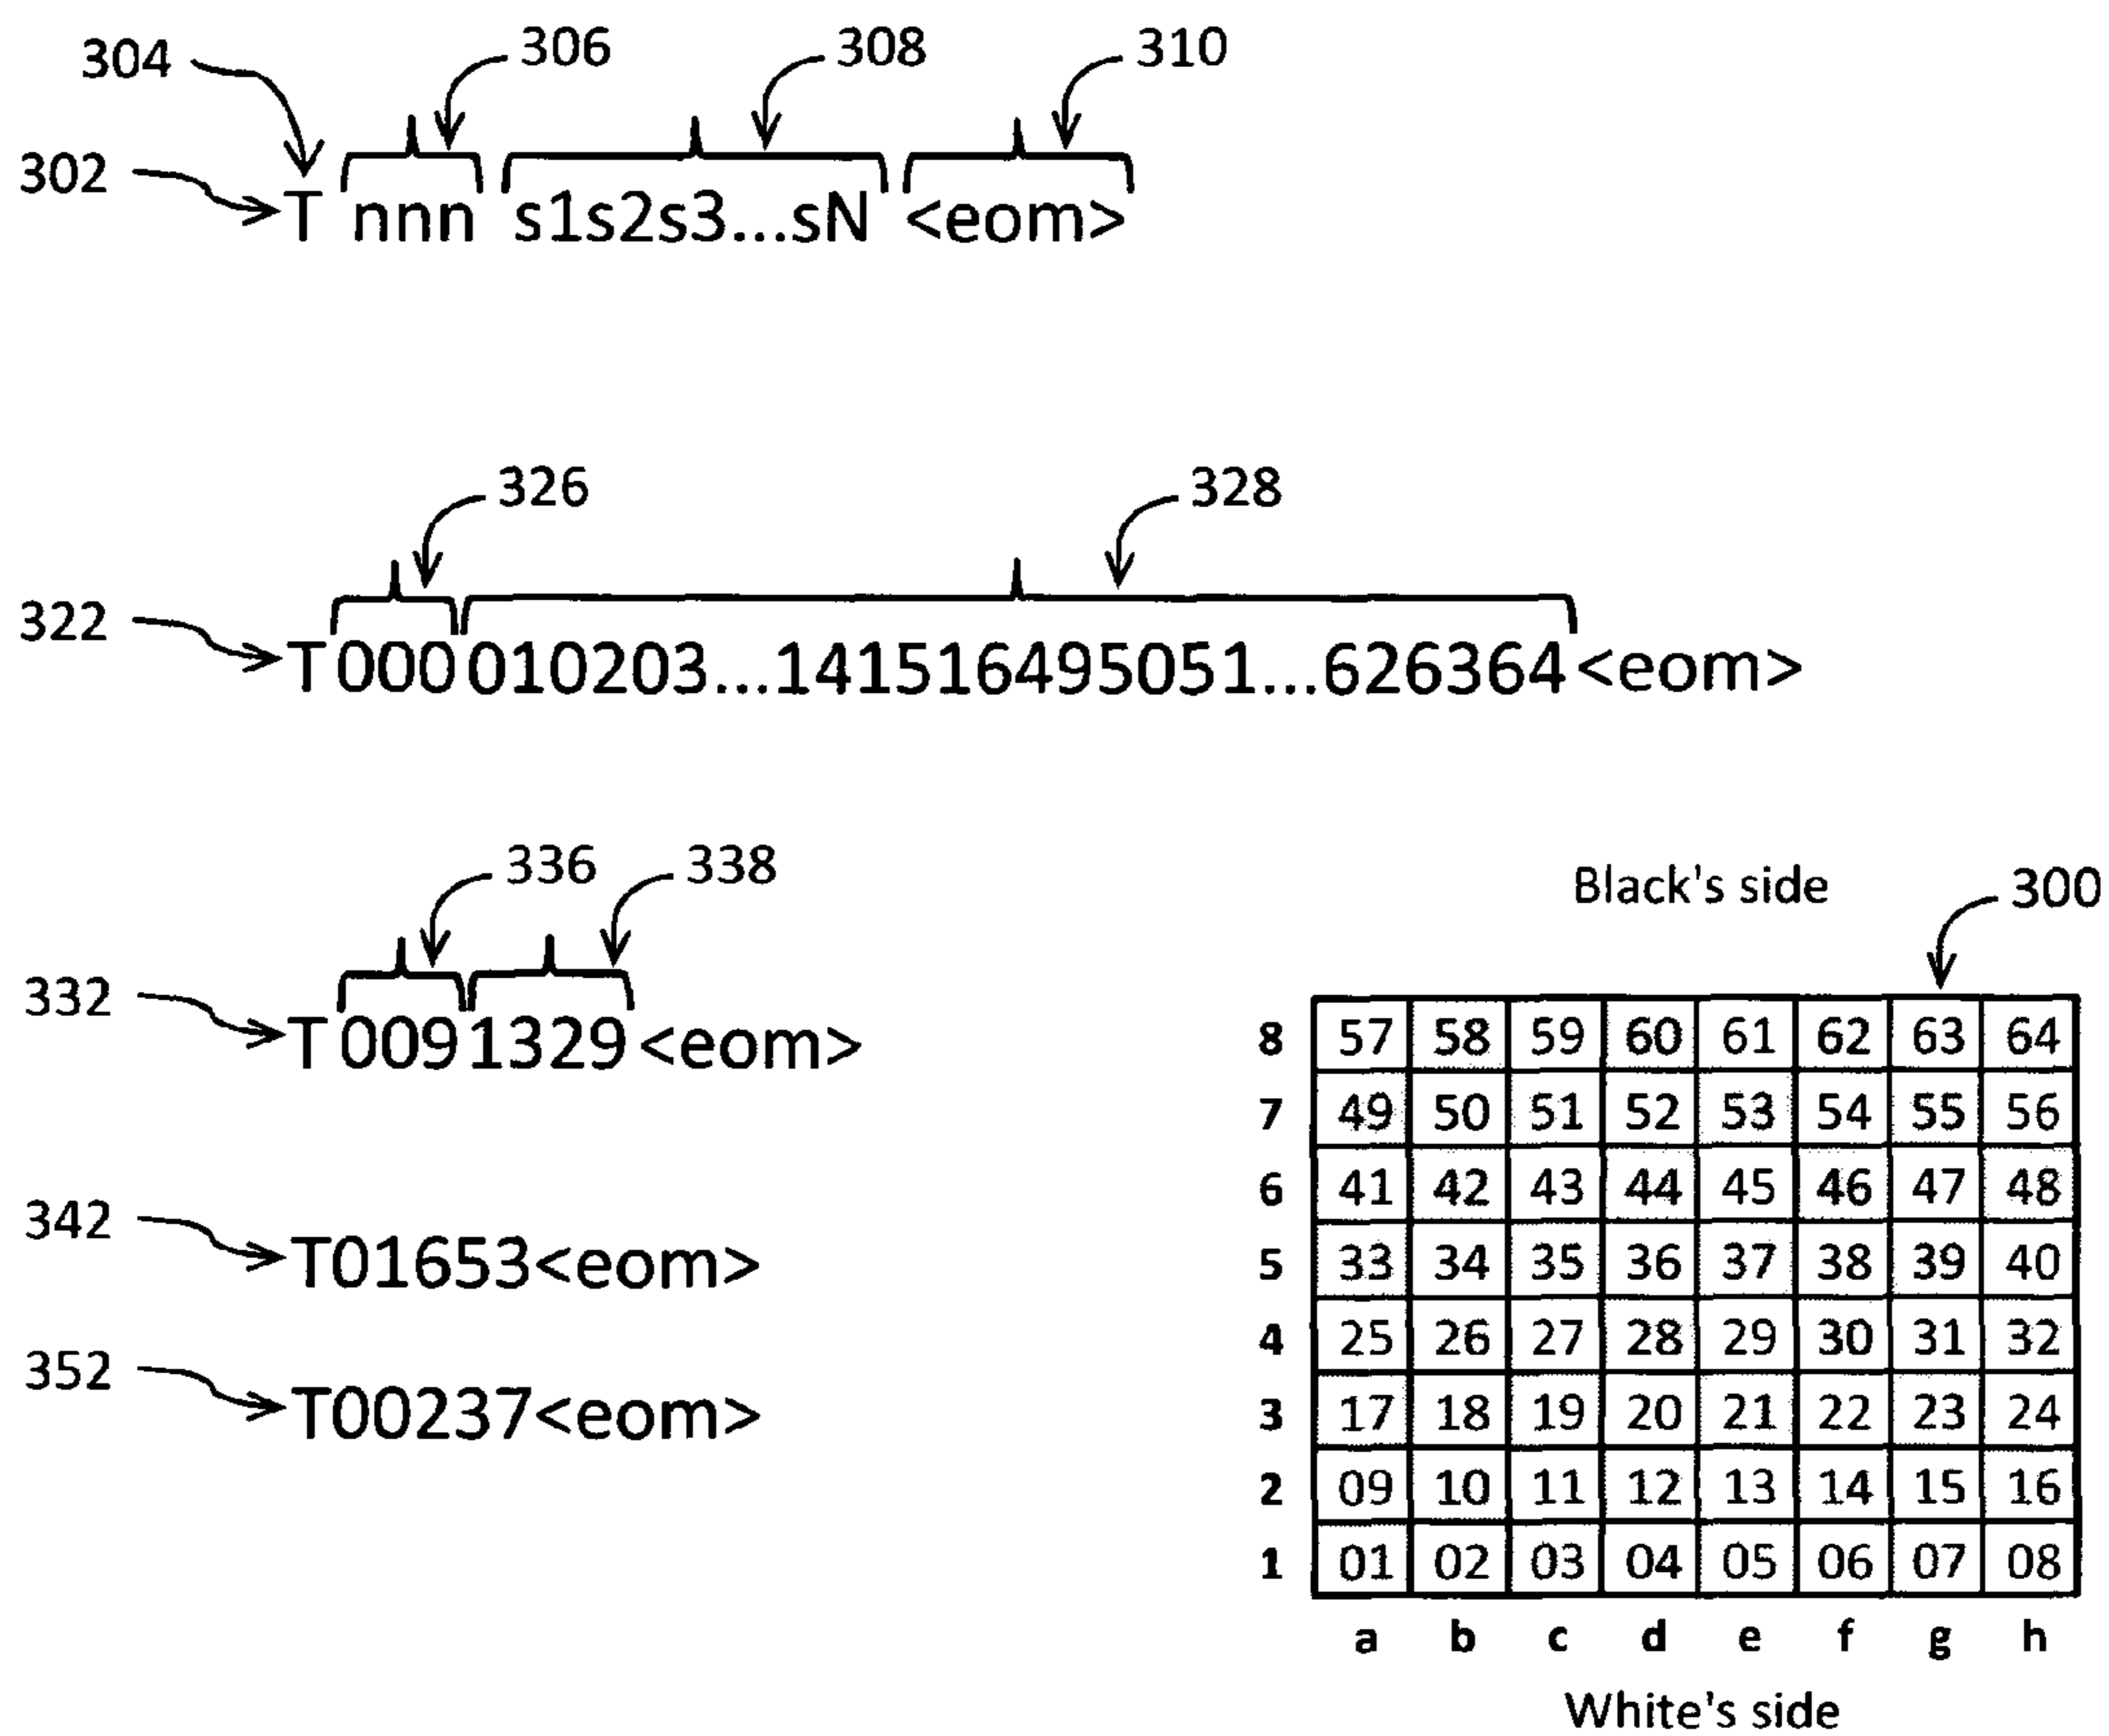 304 306 308 310
302 T nnn s1s2s3...sN <eom>
326 328
322 T000010203...141516495051...626364<eom>
336 338
332 T0091329<eom>
342 T01653<eom>
352 T00237<eom>
Black's side 300
8 57 58 59 60 61 62 63 64
7 49 50 51 52 53 54 55 56
6 41 42 43 44 45 46 47 48
5 33 34 35 36 37 38 39 40
4 25 26 27 28 29 30 31 32
3 17 18 19 20 21 22 23 24
2 09 10 11 12 13 14 15 16
1 01 02 03 04 05 06 07 08
a b c d e f g h
White's side